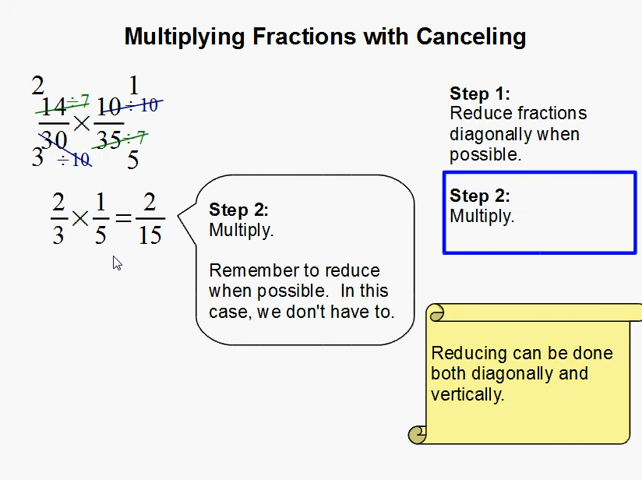 Multiplying Fractions with Canceling
2 1
14÷7 × 10÷10
30 35÷7
3 ÷10 5
2/3 × 1/5 = 2/15
Step 2:
Multiply.
Remember to reduce
when possible. In this
case, we don't have to.
Step 1:
Reduce fractions
diagonally when
possible.
Step 2:
Multiply.
Reducing can be done
both diagonally and
vertically.